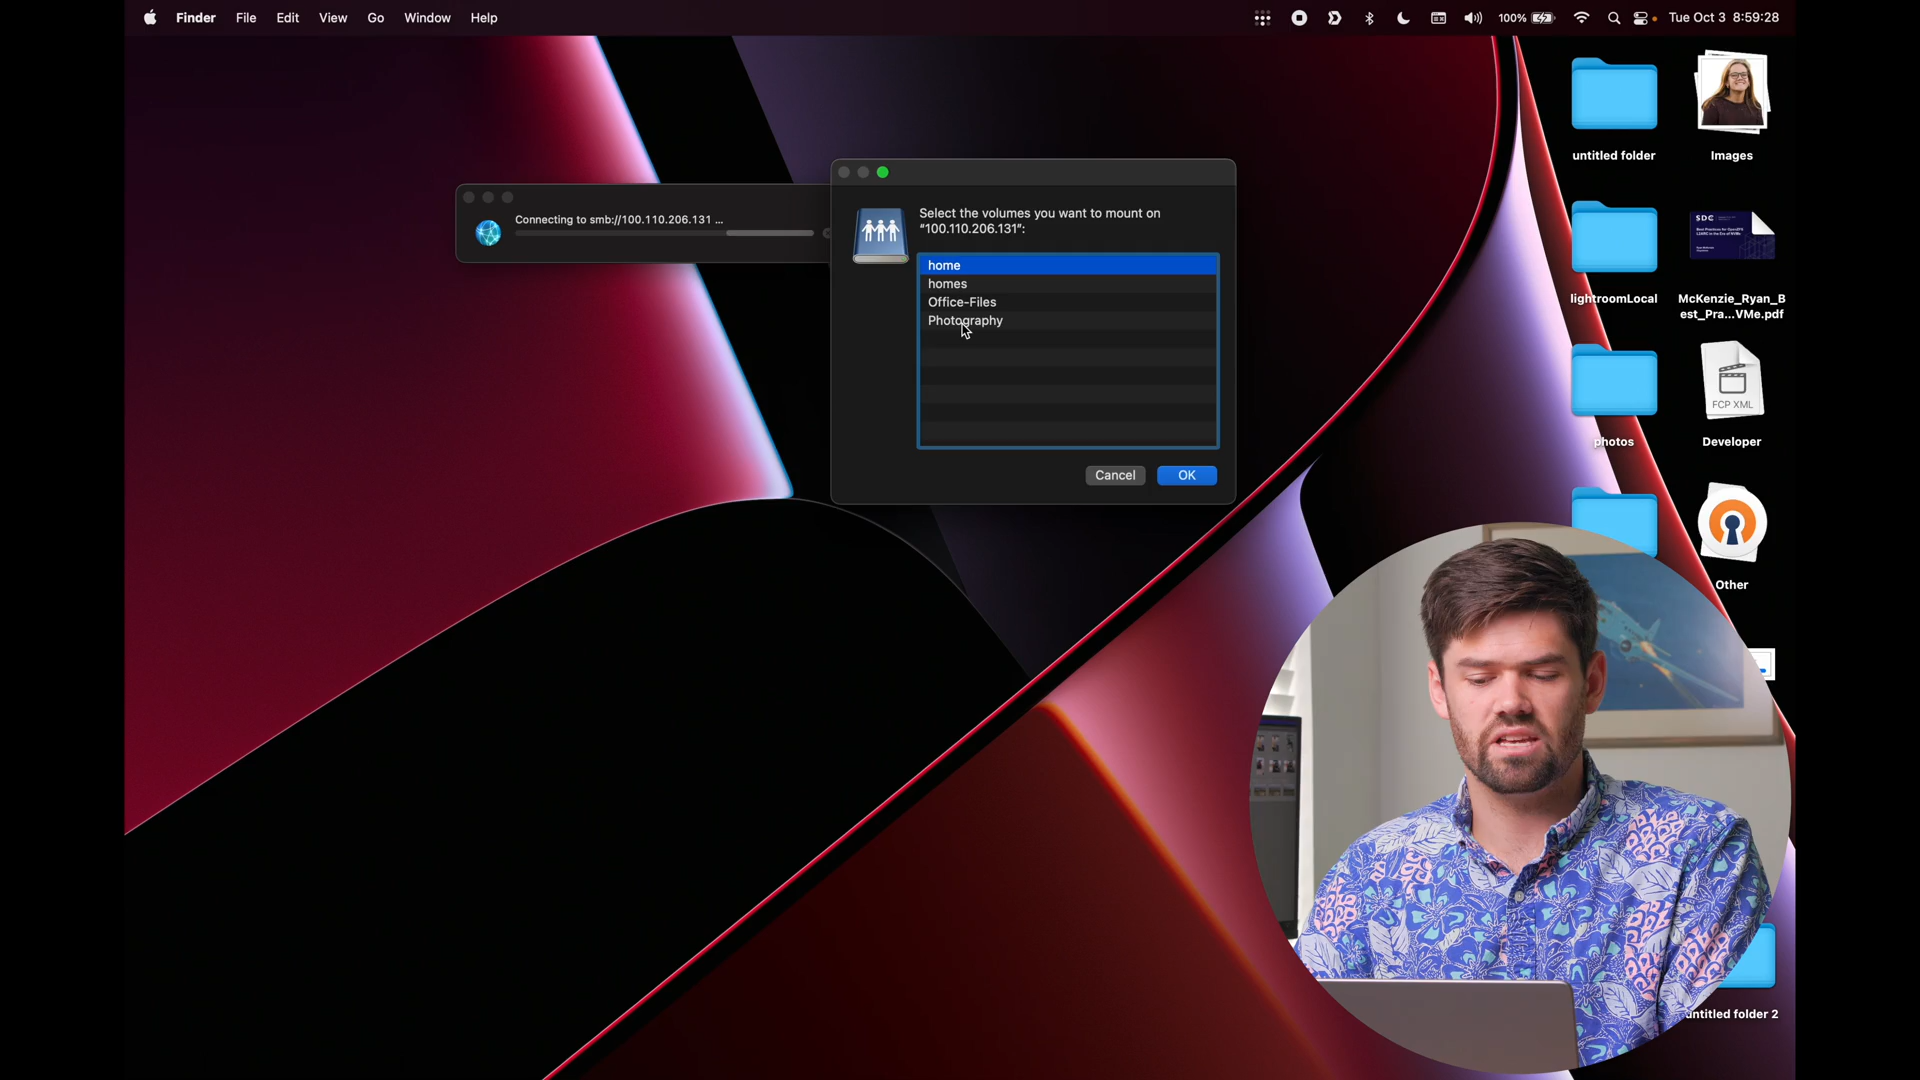 Finder File Edit View Go Window Help
100% Tue Oct 3 8:59:28
Connecting to smb://100.110.206.131 ...
Select the volumes you want to mount on
"100.110.206.131":
home
homes
Office-Files
Photography
Cancel OK
untitled folder
Images
SDC
lightroomLocal
McKenzie_Ryan_B
est_Pra...VMe.pdf
photos
FCP XML
Developer
Other
untitled folder 2